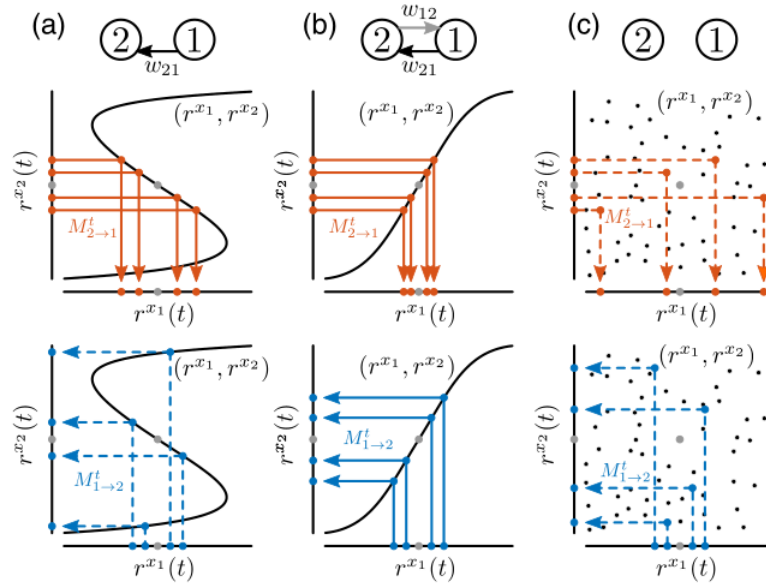 (a) 2 1
w₂₁
(r^{x₁}, r^{x₂})
r^{x₂}(t)
M^t_{2→1}
r^{x₁}(t)
(r^{x₁}, r^{x₂})
r^{x₂}(t)
M^t_{1→2}
r^{x₁}(t)
(b) 2 1
w₁₂
w₂₁
(r^{x₁}, r^{x₂})
r^{x₂}(t)
M^t_{2→1}
r^{x₁}(t)
(r^{x₁}, r^{x₂})
r^{x₂}(t)
M^t_{1→2}
r^{x₁}(t)
(c) 2 1
(r^{x₁}, r^{x₂})
r^{x₂}(t)
M^t_{2→1}
r^{x₁}(t)
(r^{x₁}, r^{x₂})
r^{x₂}(t)
M^t_{1→2}
r^{x₁}(t)